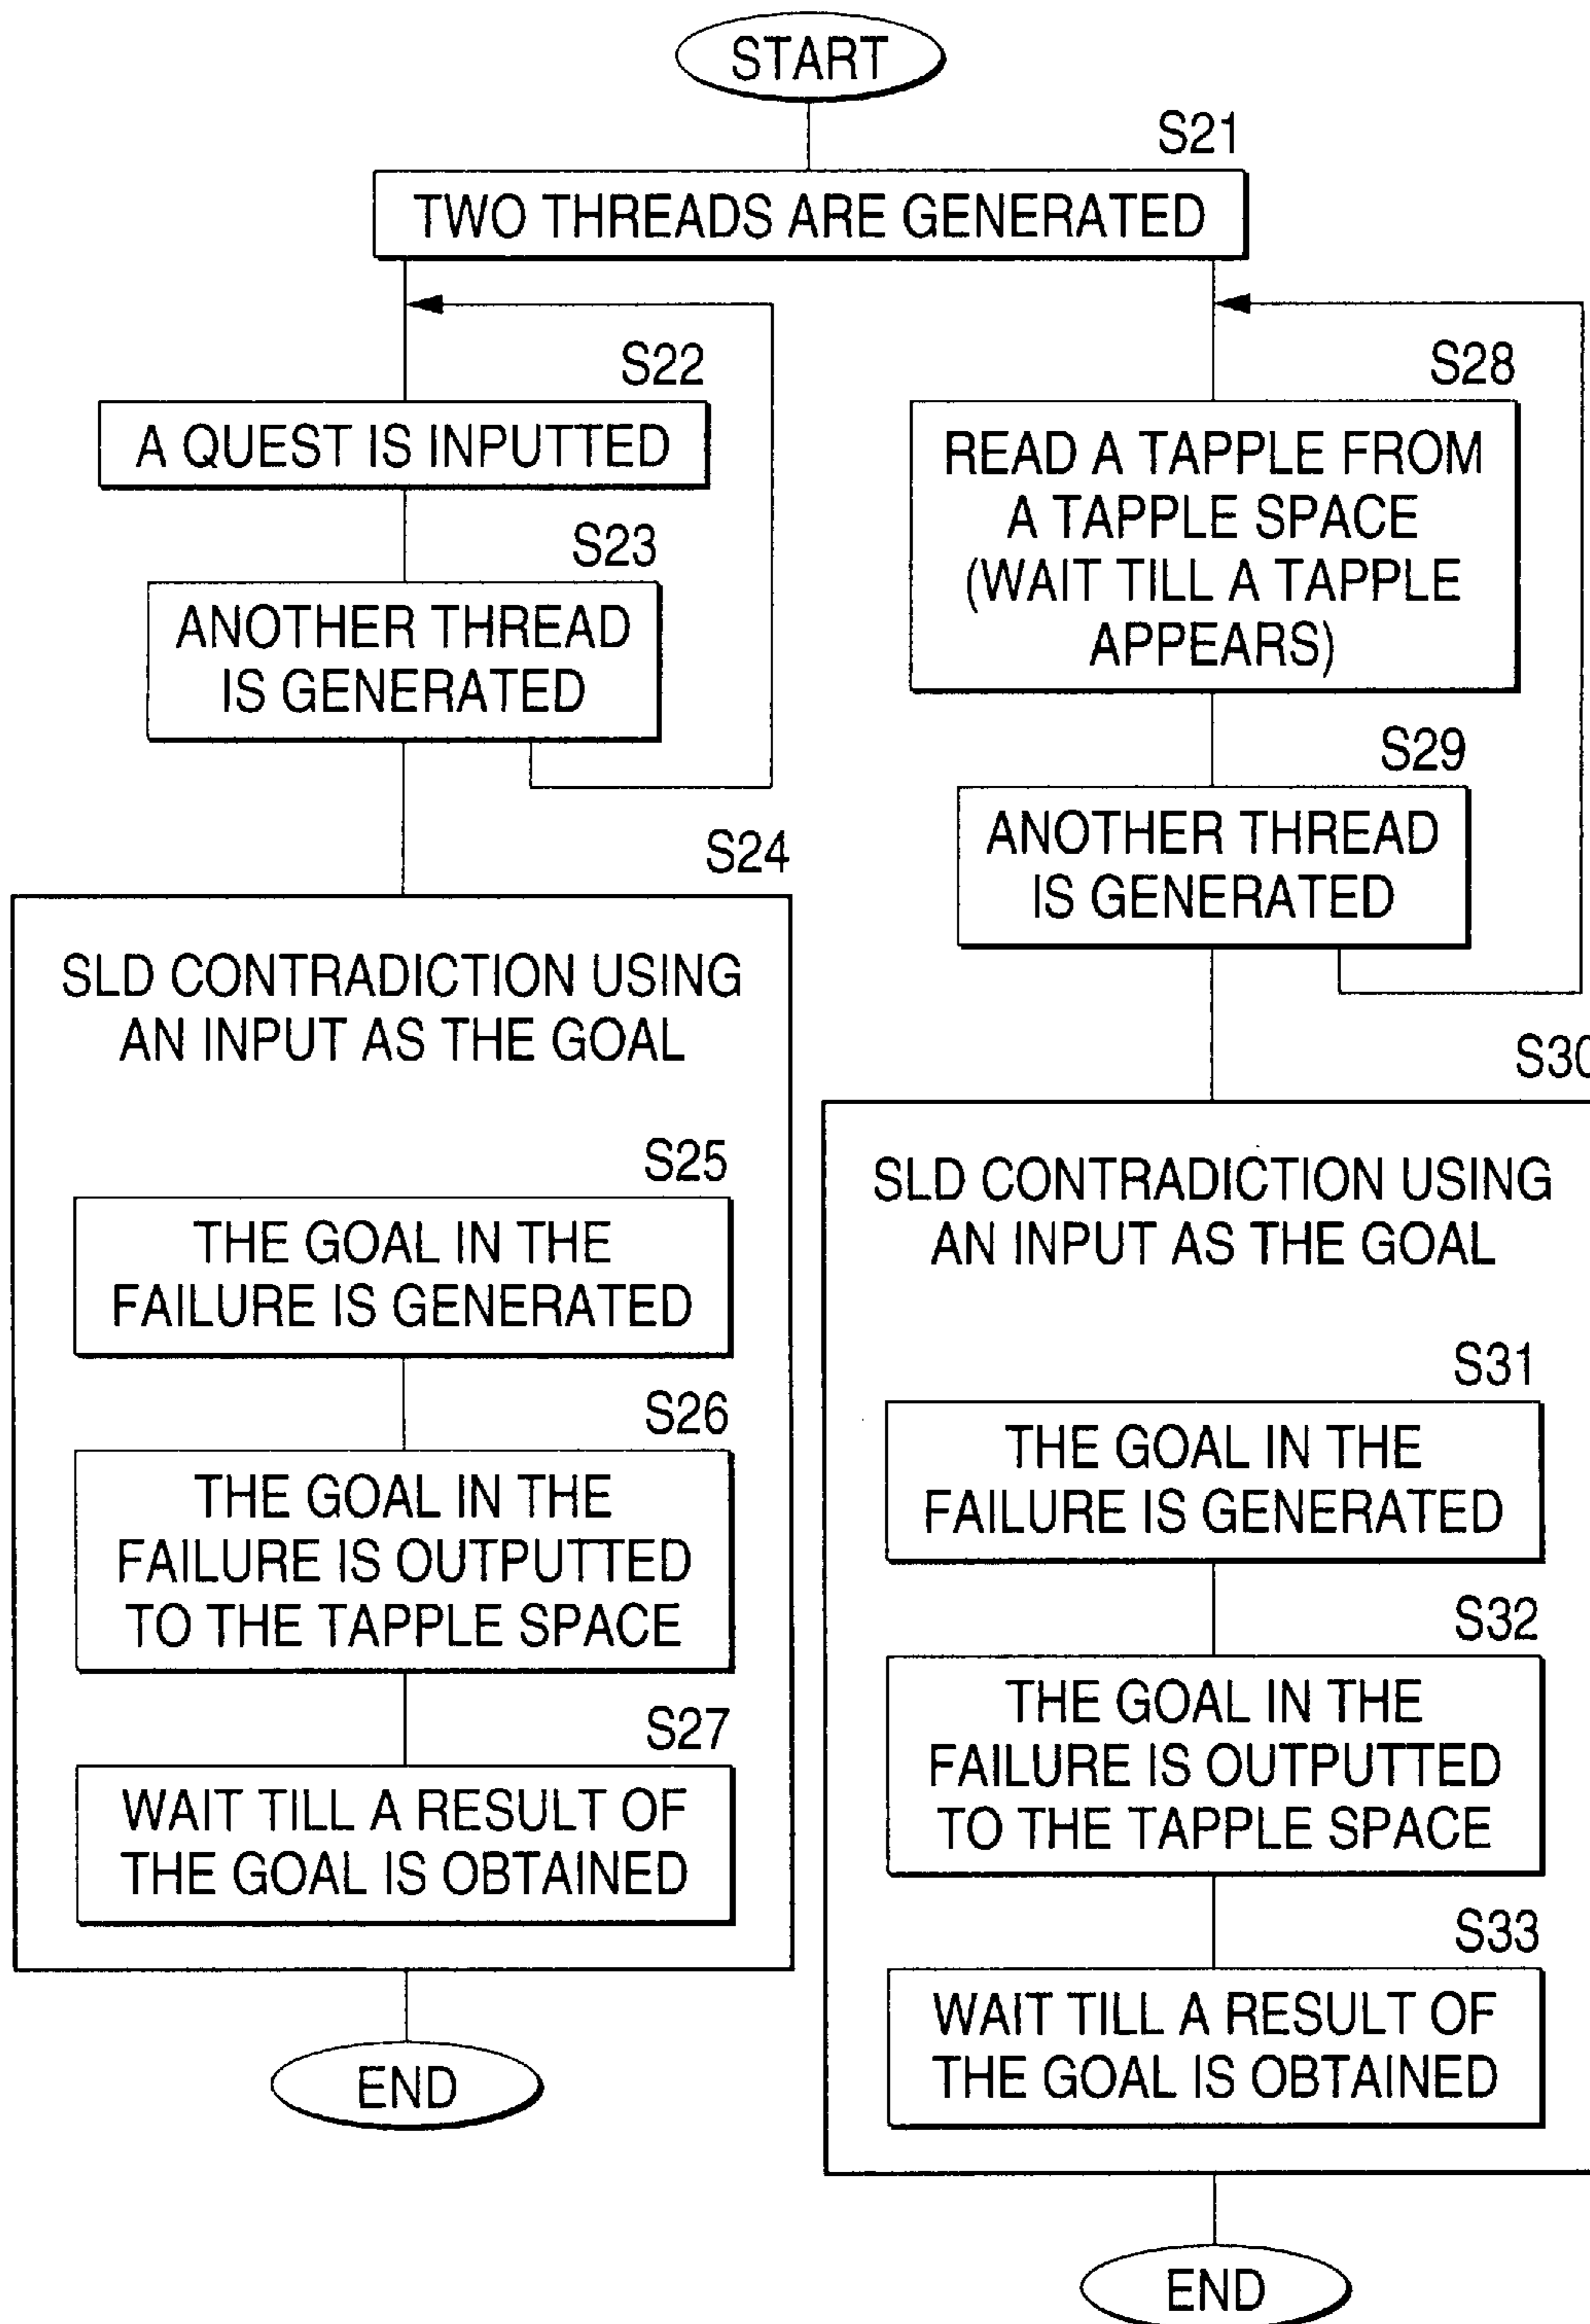 START
S21
TWO THREADS ARE GENERATED
S22
A QUEST IS INPUTTED
S23
ANOTHER THREAD
IS GENERATED
S24
SLD CONTRADICTION USING
AN INPUT AS THE GOAL
S25
THE GOAL IN THE
FAILURE IS GENERATED
S26
THE GOAL IN THE
FAILURE IS OUTPUTTED
TO THE TAPPLE SPACE
S27
WAIT TILL A RESULT OF
THE GOAL IS OBTAINED
END
S28
READ A TAPPLE FROM
A TAPPLE SPACE
(WAIT TILL A TAPPLE
APPEARS)
S29
ANOTHER THREAD
IS GENERATED
S30
SLD CONTRADICTION USING
AN INPUT AS THE GOAL
S31
THE GOAL IN THE
FAILURE IS GENERATED
S32
THE GOAL IN THE
FAILURE IS OUTPUTTED
TO THE TAPPLE SPACE
S33
WAIT TILL A RESULT OF
THE GOAL IS OBTAINED
END